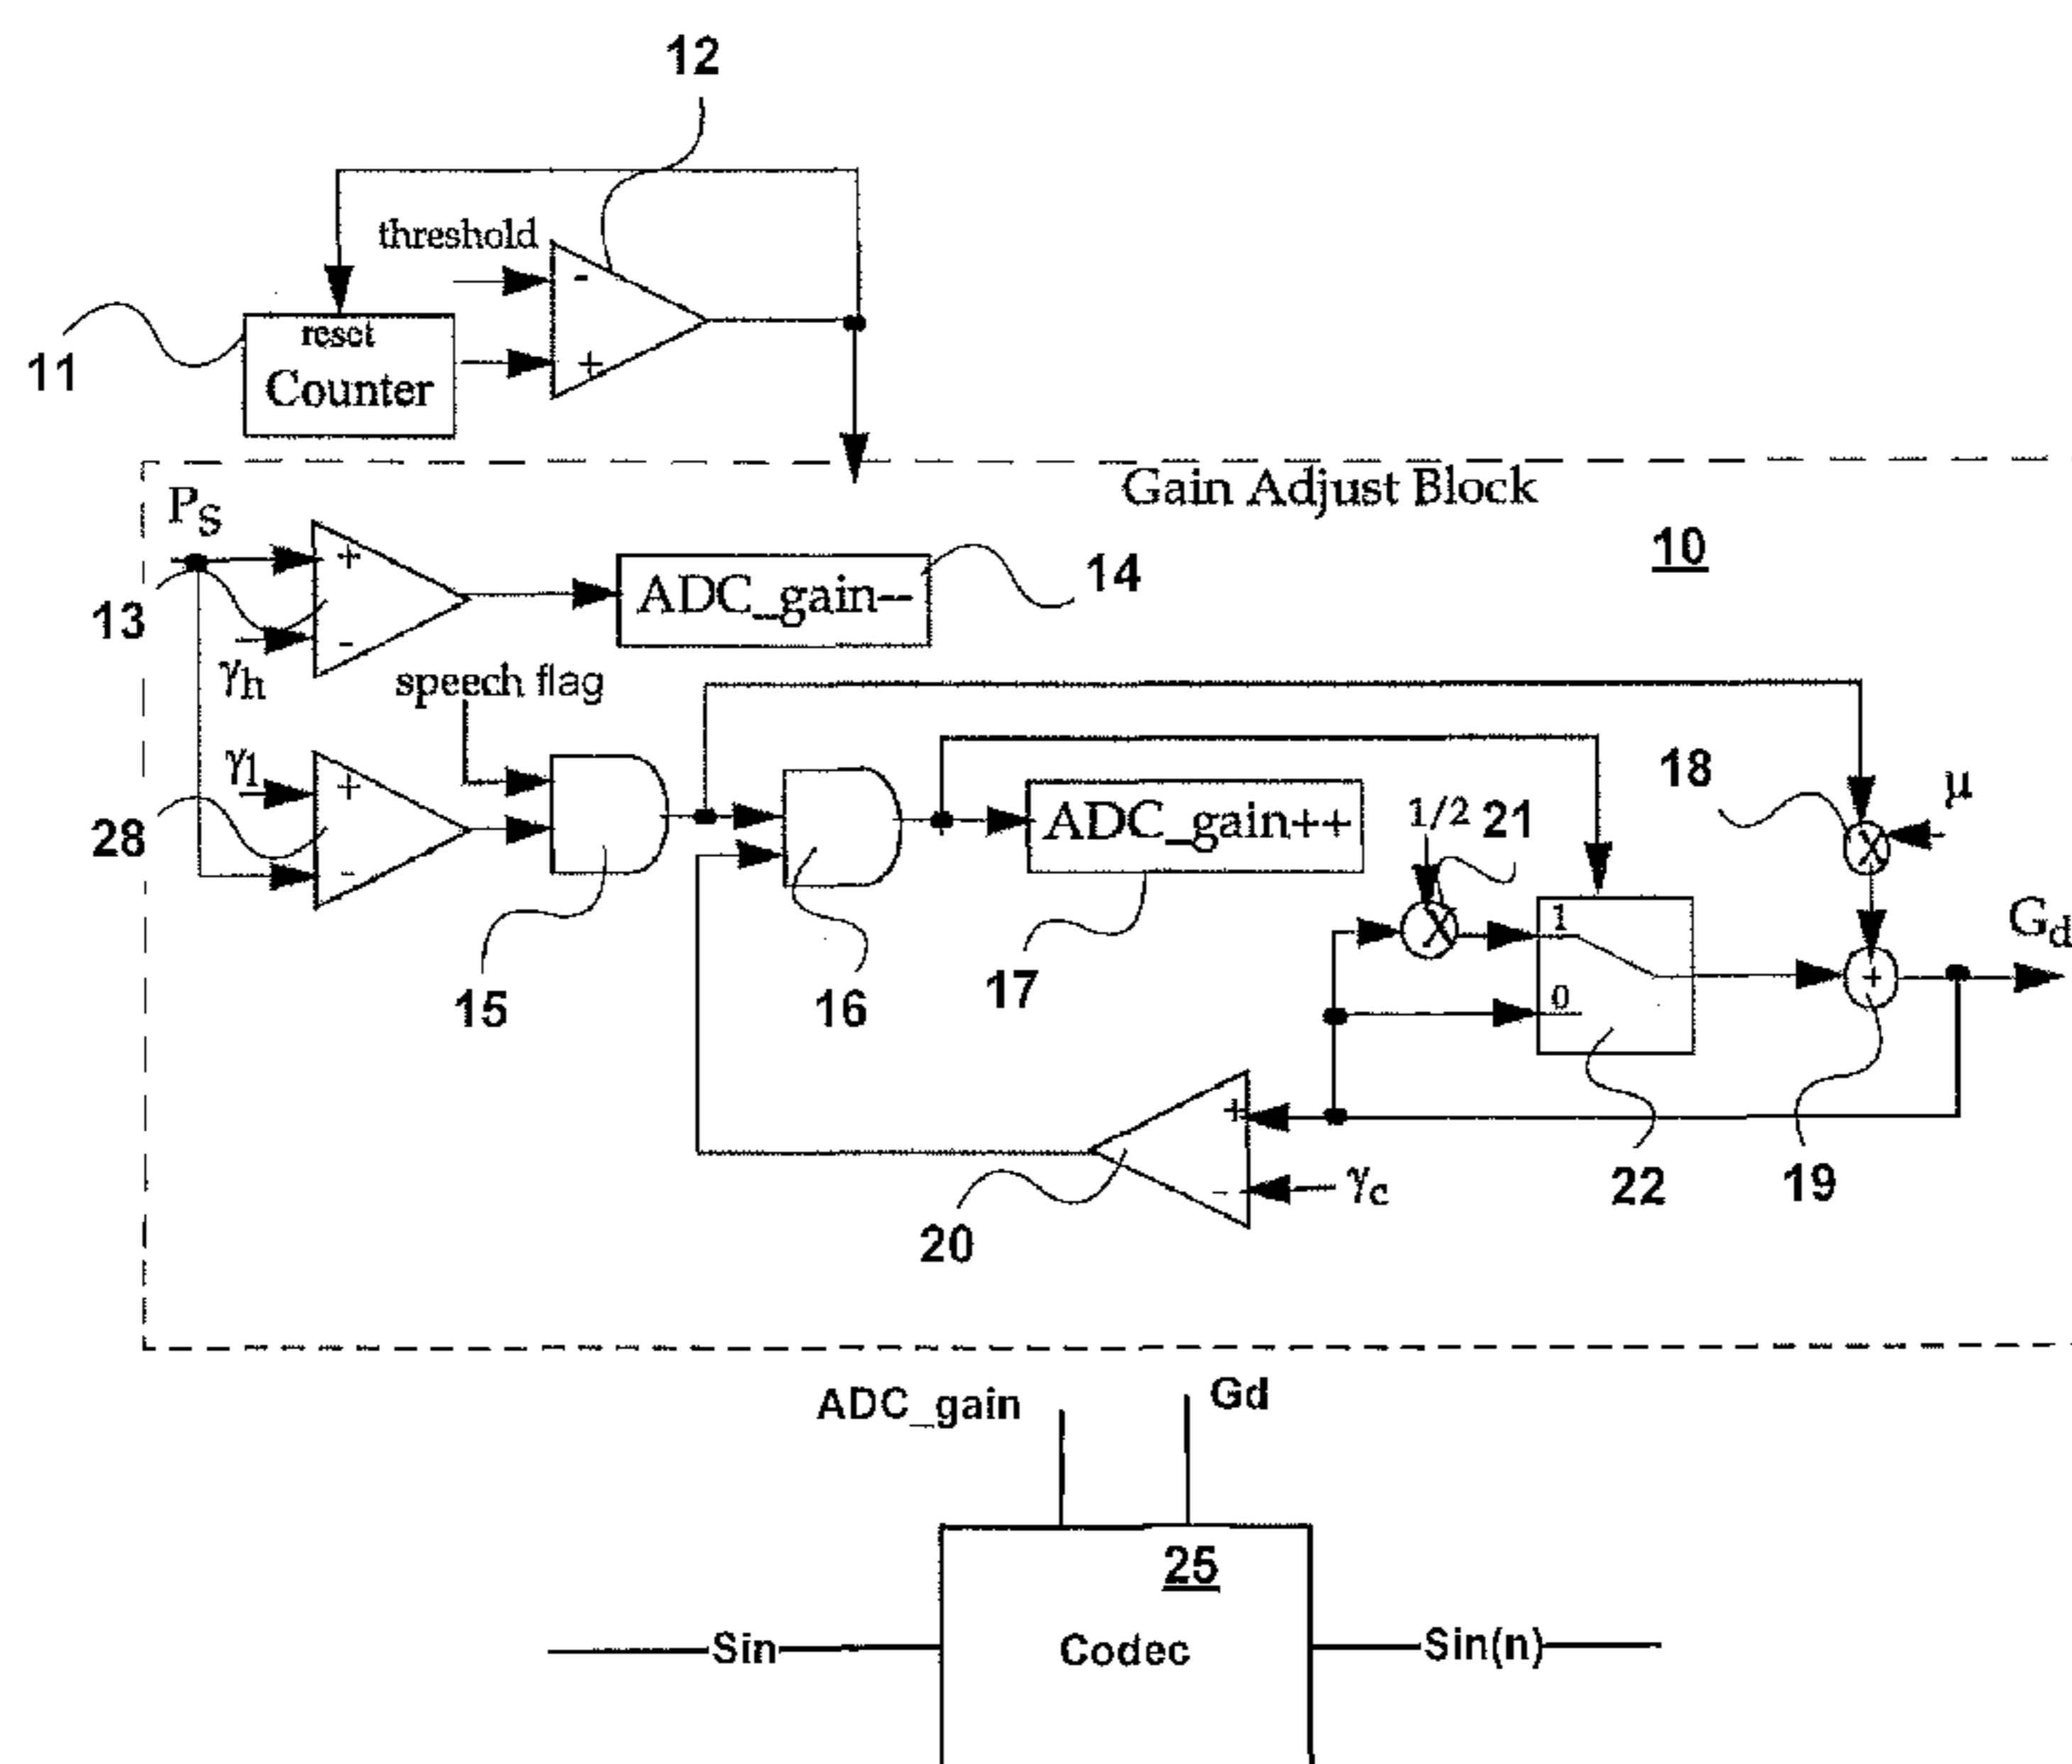 12
threshold
-
reset
Counter
+
11
Gain Adjust Block
10
PS
+
-
13
γh
ADC_gain--
14
speech flag
γl
+
-
28
15
16
ADC_gain++
17
1/2
21
18
μ
X
X
1
0
+
Gd
+
-
γc
20
22
19
ADC_gain
Gd
25
Codec
Sin
Sin(n)